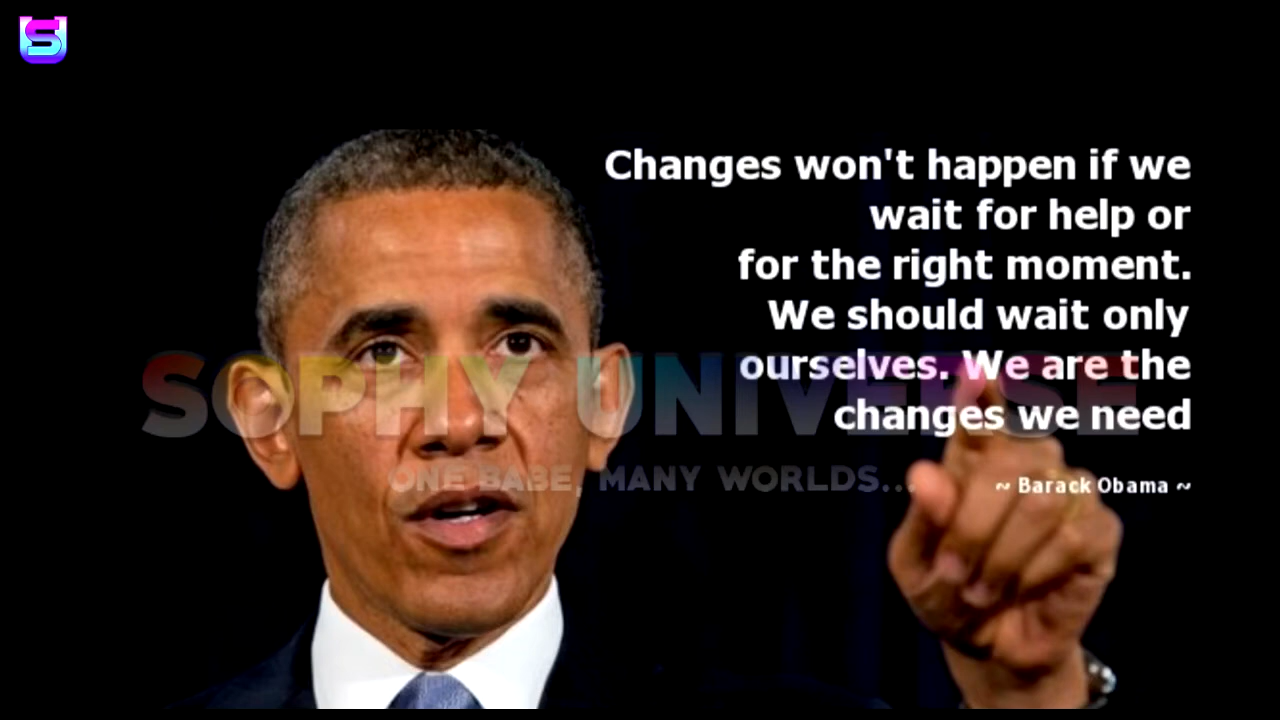 S
Changes won't happen if we
wait for help or
for the right moment.
We should wait only
ourselves. We are the
changes we need
SOPHY UNIVERSE
ONE BABE, MANY WORLDS...
~ Barack Obama ~